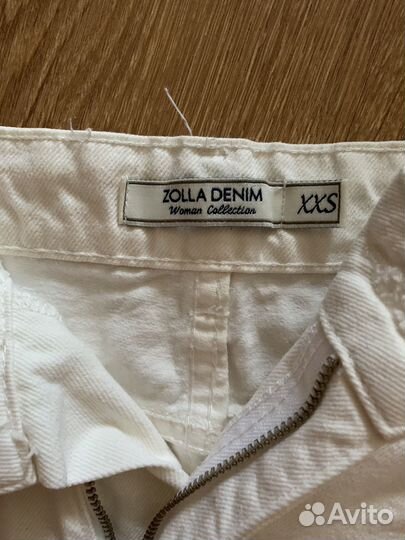 ZOLLA DENIM
Woman Collection
XXS
Avito